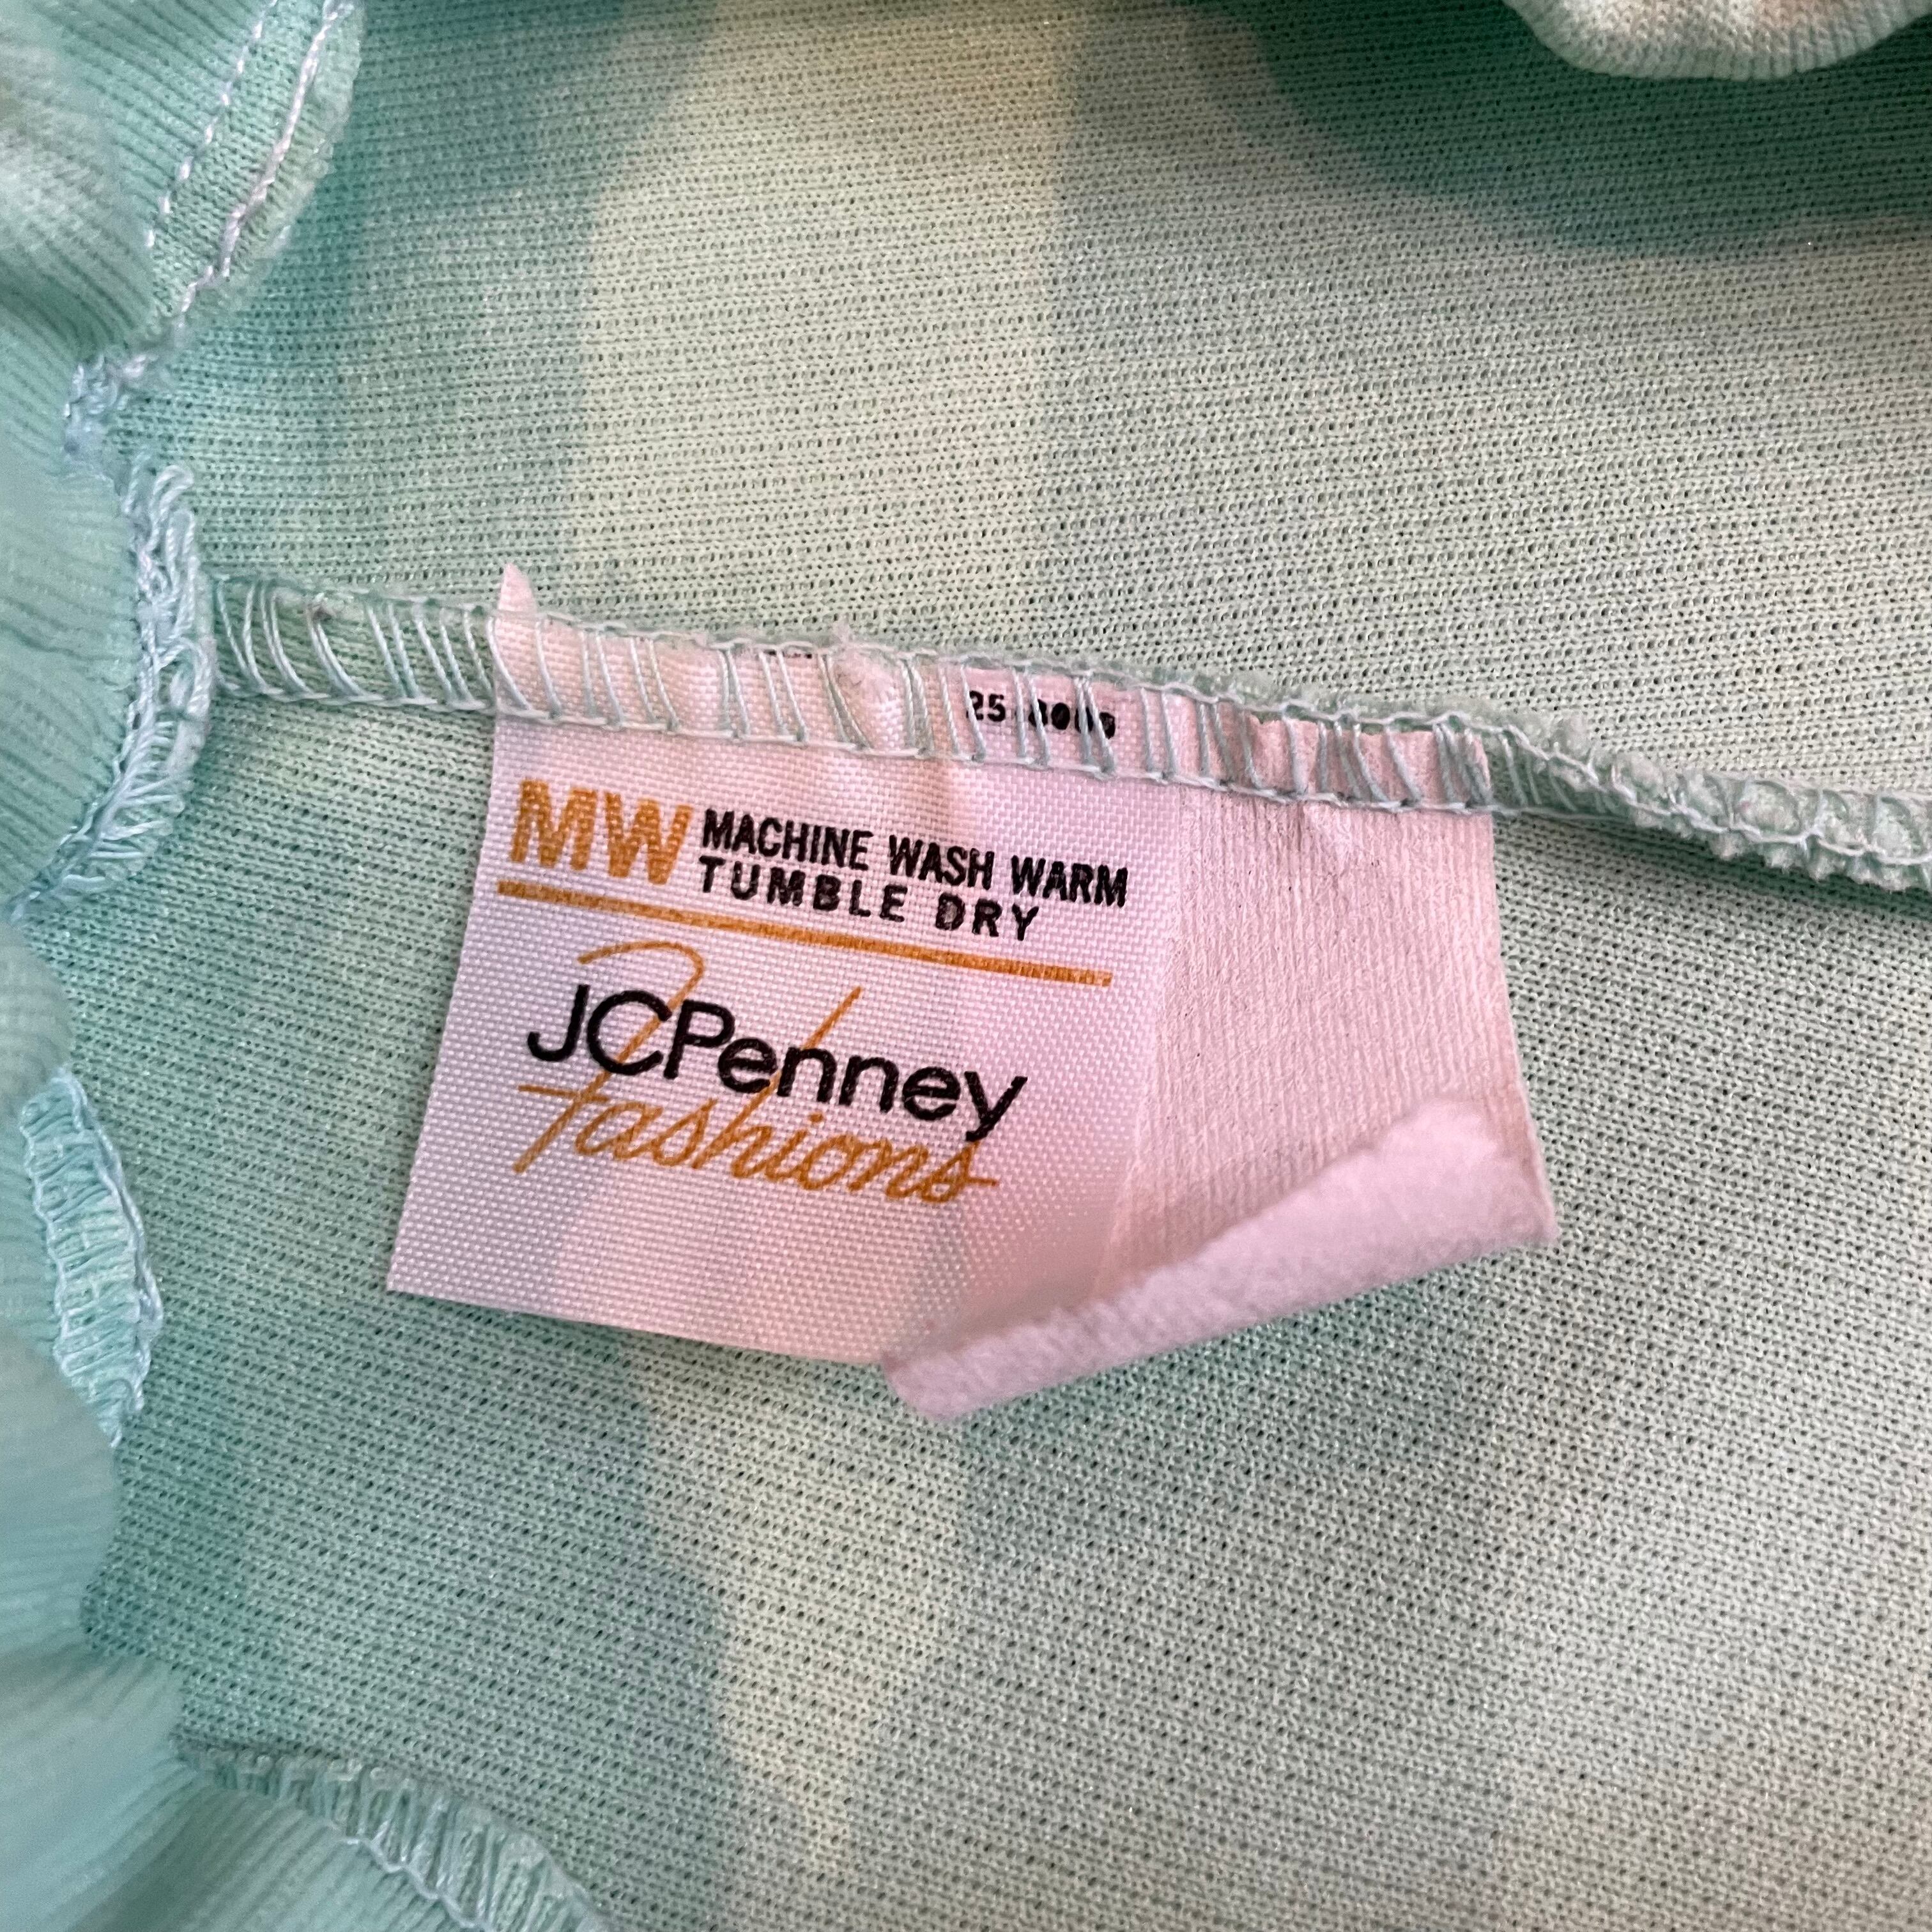 MW MACHINE WASH WARM
TUMBLE DRY
JCPenney
fashions